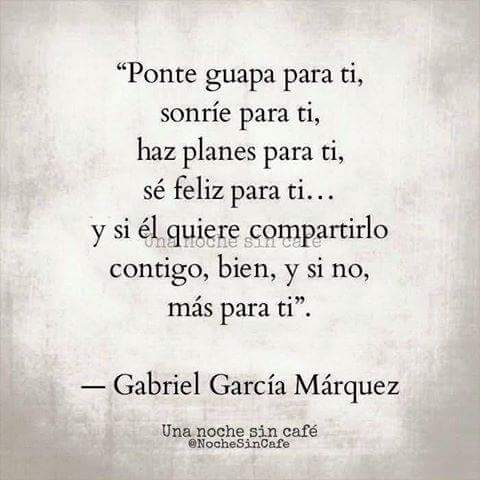 “Ponte guapa para ti,
sonríe para ti,
haz planes para ti,
sé feliz para ti...
y si él quiere compartirlo
Una noche sin café
contigo, bien, y si no,
más para ti”.
— Gabriel García Márquez
Una noche sin café
@NocheSinCafe